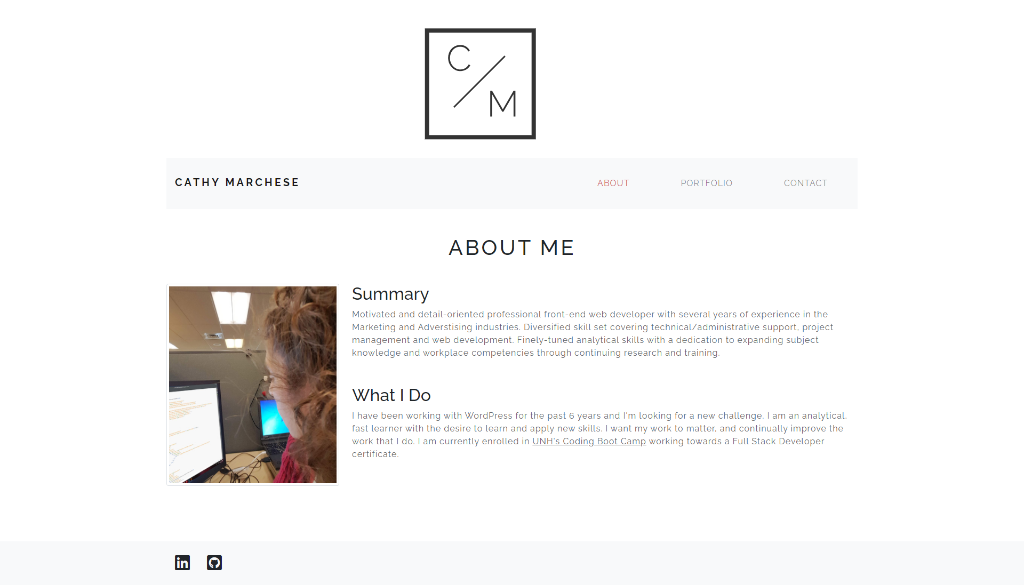 C
M
CATHY MARCHESE
ABOUT PORTFOLIO CONTACT
ABOUT ME
Summary
Motivated and detail-oriented professional front-end web developer with several years of experience in the
Marketing and Adverstising industries. Diversified skill set covering technical/administrative support, project
management and web development. Finely-tuned analytical skills with a dedication to expanding subject
knowledge and workplace competencies through continuing research and training.
What I Do
I have been working with WordPress for the past 6 years and I'm looking for a new challenge. I am an analytical,
fast learner with the desire to learn and apply new skills. I want my work to matter, and continually improve the
work that I do. I am currently enrolled in UNH's Coding Boot Camp working towards a Full Stack Developer
certificate.
in